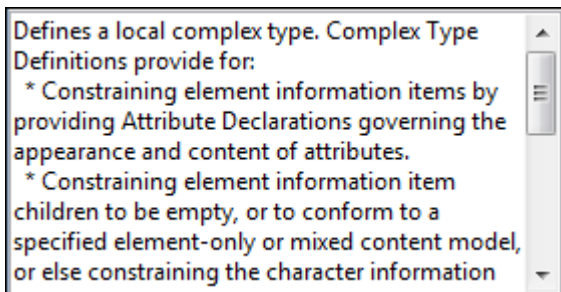 Defines a local complex type. Complex Type
Definitions provide for:
* Constraining element information items by
providing Attribute Declarations governing the
appearance and content of attributes.
* Constraining element information item
children to be empty, or to conform to a
specified element-only or mixed content model,
or else constraining the character information